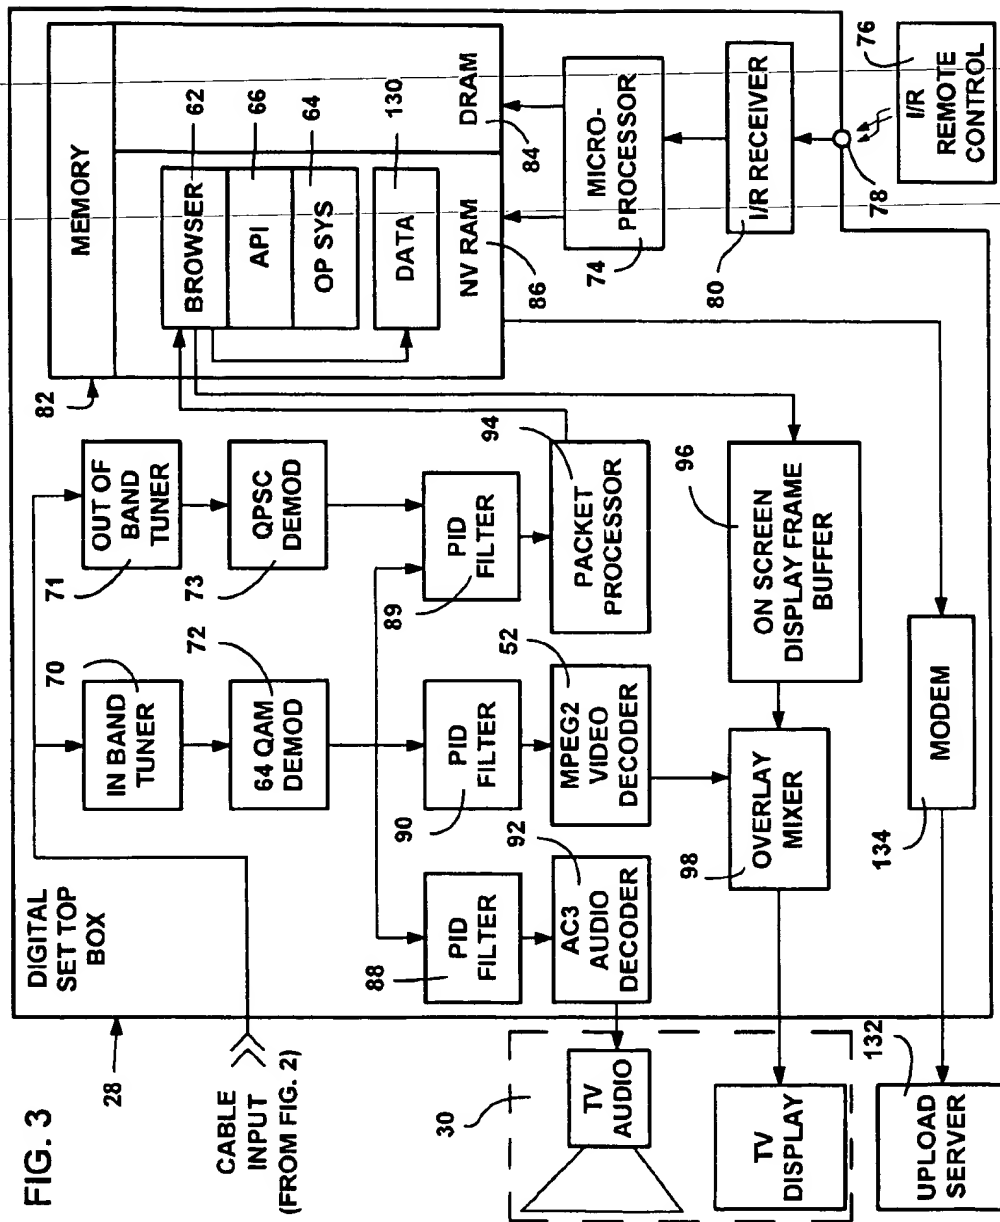 FIG. 3
28
DIGITAL
SET TOP
BOX
CABLE
INPUT
(FROM FIG. 2)
70
IN BAND
TUNER
71
OUT OF
BAND
TUNER
72
64 QAM
DEMOD
73
QPSC
DEMOD
88
PID
FILTER
90
PID
FILTER
89
PID
FILTER
92
AC3
AUDIO
DECODER
52
MPEG2
VIDEO
DECODER
94
PACKET
PROCESSOR
96
ON SCREEN
DISPLAY FRAME
BUFFER
98
OVERLAY
MIXER
30
TV
AUDIO
TV
DISPLAY
132
UPLOAD
SERVER
134
MODEM
82
MEMORY
62
BROWSER
66
API
64
OP SYS
130
DATA
NV RAM
86
DRAM
84
MICRO-
PROCESSOR
74
I/R RECEIVER
80
78
76
I/R
REMOTE
CONTROL